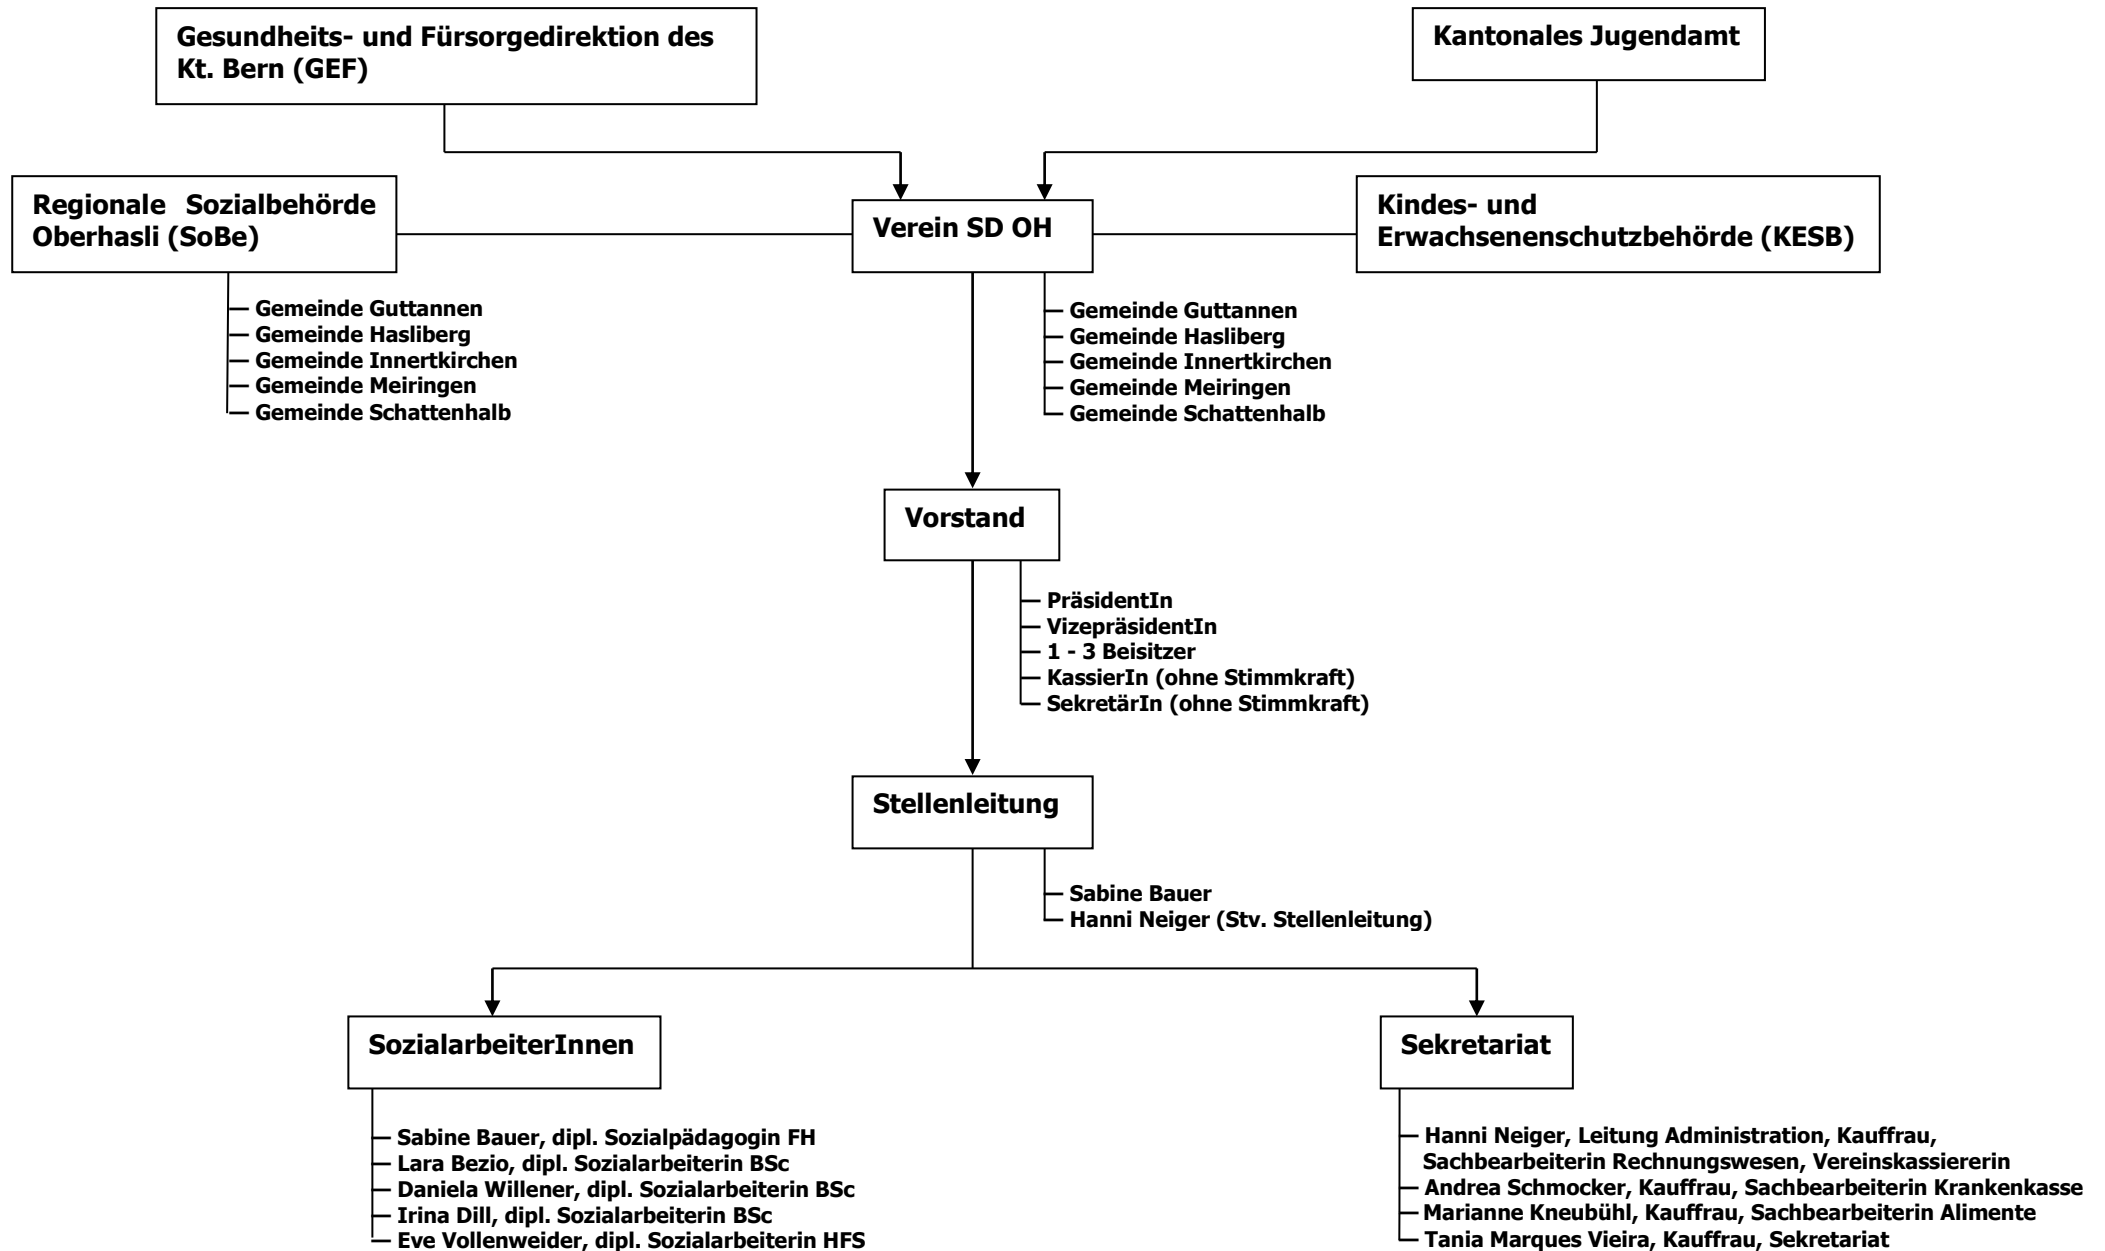 Gesundheits- und Fürsorgedirektion des
Kt. Bern (GEF)
Kantonales Jugendamt
Regionale Sozialbehörde
Oberhasli (SoBe)
Verein SD OH
Kindes- und
Erwachsenenschutzbehörde (KESB)
Gemeinde Guttannen
Gemeinde Hasliberg
Gemeinde Innertkirchen
Gemeinde Meiringen
Gemeinde Schattenhalb
Gemeinde Guttannen
Gemeinde Hasliberg
Gemeinde Innertkirchen
Gemeinde Meiringen
Gemeinde Schattenhalb
Vorstand
PräsidentIn
VizepräsidentIn
1 - 3 Beisitzer
KassierIn (ohne Stimmkraft)
SekretärIn (ohne Stimmkraft)
Stellenleitung
Sabine Bauer
Hanni Neiger (Stv. Stellenleitung)
SozialarbeiterInnen
Sabine Bauer, dipl. Sozialpädagogin FH
Lara Bezio, dipl. Sozialarbeiterin BSc
Daniela Willener, dipl. Sozialarbeiterin BSc
Irina Dill, dipl. Sozialarbeiterin BSc
Eve Vollenweider, dipl. Sozialarbeiterin HFS
Sekretariat
Hanni Neiger, Leitung Administration, Kauffrau,
Sachbearbeiterin Rechnungswesen, Vereinskassiererin
Andrea Schmocker, Kauffrau, Sachbearbeiterin Krankenkasse
Marianne Kneubühl, Kauffrau, Sachbearbeiterin Alimente
Tania Marques Vieira, Kauffrau, Sekretariat